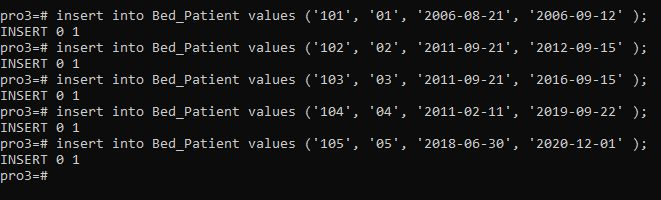 pro3=# insert into Bed_Patient values ('101', '01', '2006-08-21', '2006-09-12' );
INSERT 0 1
pro3=# insert into Bed_Patient values ('102', '02', '2011-09-21', '2012-09-15' );
INSERT 0 1
pro3=# insert into Bed_Patient values ('103', '03', '2011-09-21', '2016-09-15' );
INSERT 0 1
pro3=# insert into Bed_Patient values ('104', '04', '2011-02-11', '2019-09-22' );
INSERT 0 1
pro3=# insert into Bed_Patient values ('105', '05', '2018-06-30', '2020-12-01' );
INSERT 0 1
pro3=#